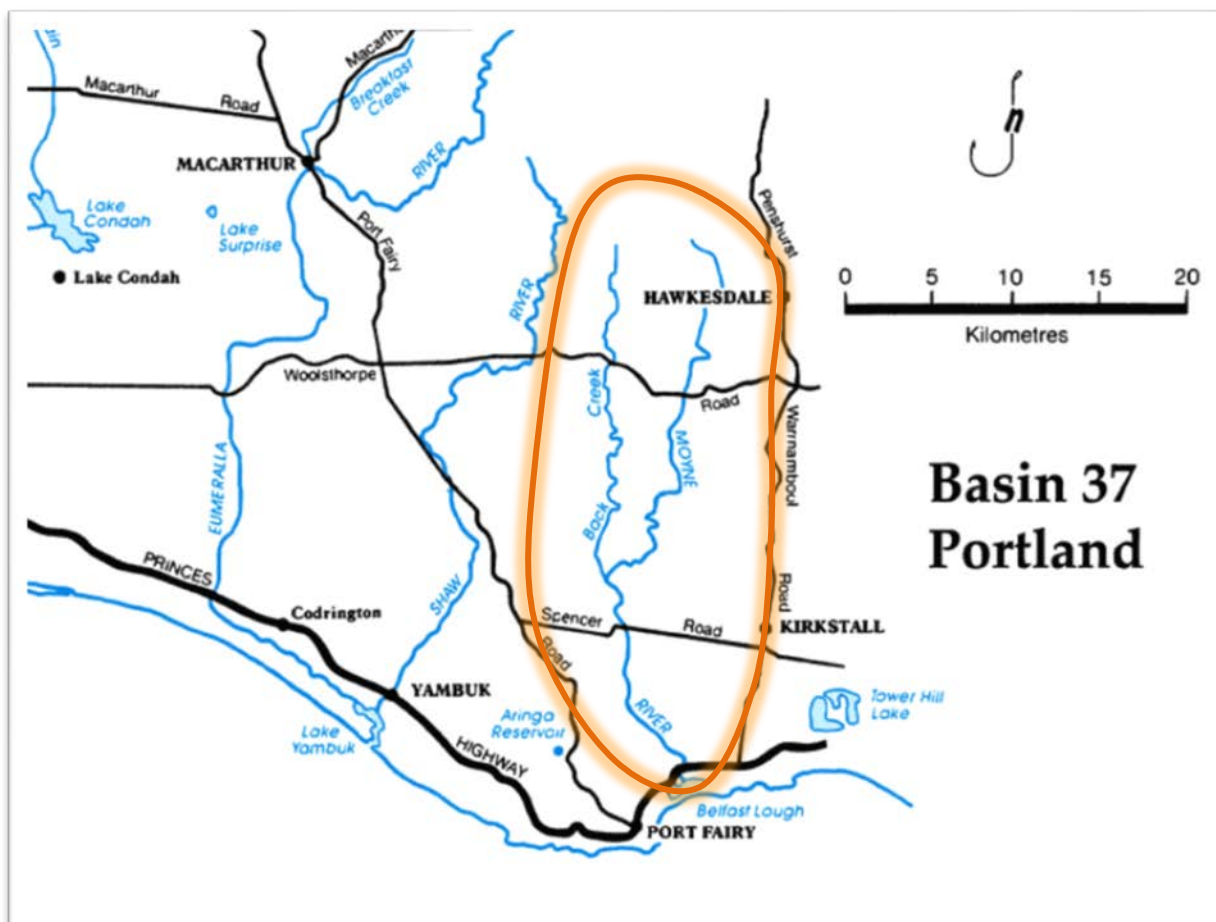 Macarthur
Road
Macarth
Breakfast
Creek
MACARTHUR
RIVER
Lake
Condah
Lake
Surprise
Lake Condah
Port Fairy
RIVER
n
Penshurst
HAWKESDALE
0 5 10 15 20
Kilometres
Woolsthorpe
Road
Creek
Back
MOYNE
Warrnambool
Road
EUMERALLA
Basin 37
Portland
PRINCES
Codrington
SHAW
Spencer
Road
Road
KIRKSTALL
YAMBUK
Lake
Yambuk
Aringa
Reservoir
RIVER
Tower Hill
Lake
HIGHWAY
Belfast Lough
PORT FAIRY